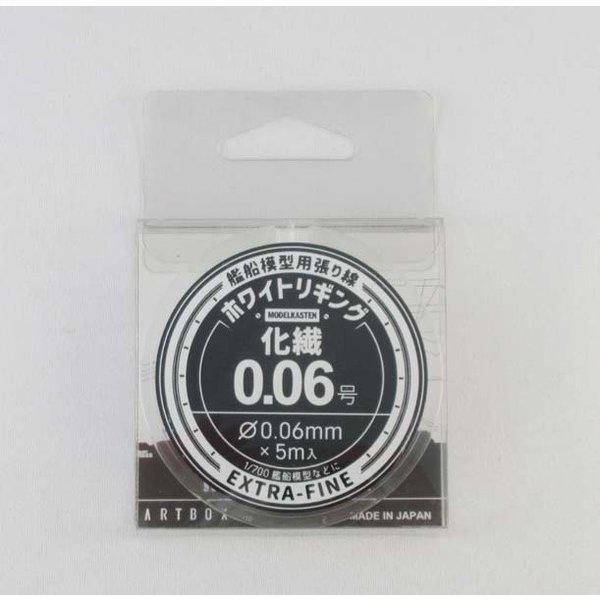 艦船模型用張り線
ホワイトリギング
MODELKASTEN
化繊
0.06号
Ø0.06mm
×5m入
1/700 艦船模型などに
EXTRA-FINE
ARTBOX
MADE IN JAPAN